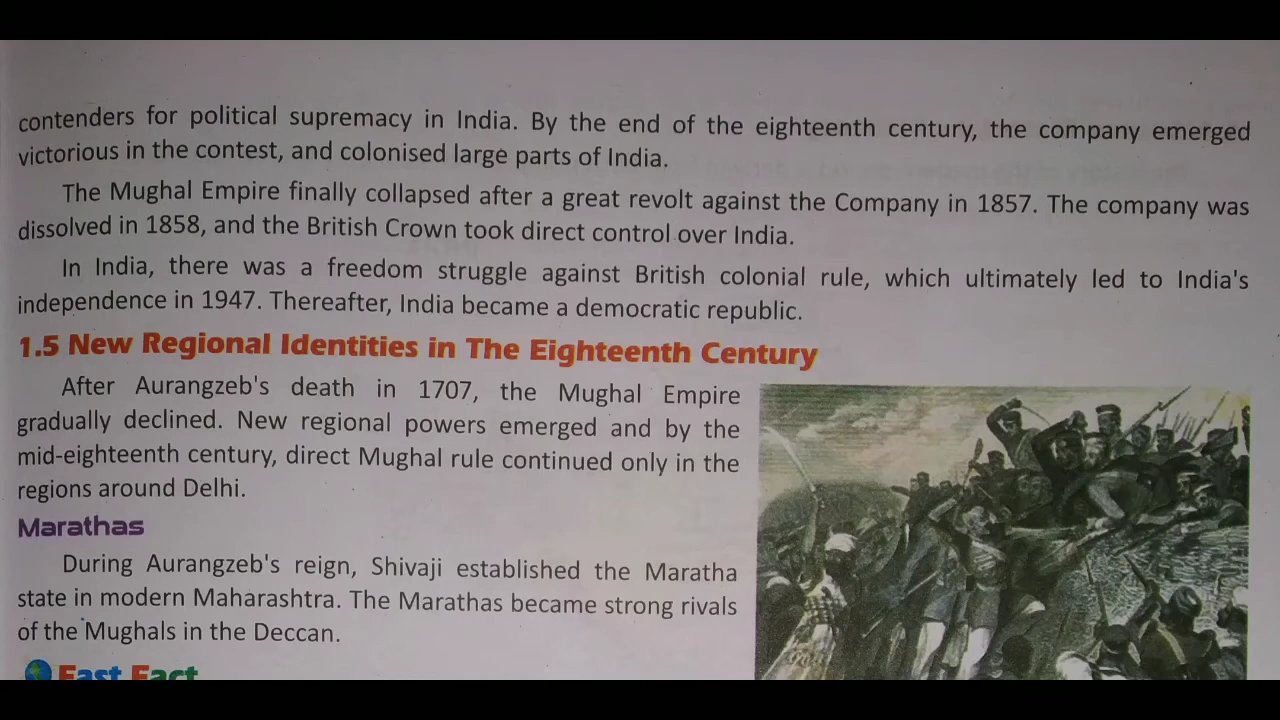 contenders for political supremacy in India. By the end of the eighteenth century, the company emerged
victorious in the contest, and colonised large parts of India.
The Mughal Empire finally collapsed after a great revolt against the Company in 1857. The company was
dissolved in 1858, and the British Crown took direct control over India.
In India, there was a freedom struggle against British colonial rule, which ultimately led to India's
independence in 1947. Thereafter, India became a democratic republic.
1.5 New Regional Identities in The Eighteenth Century
After Aurangzeb's death in 1707, the Mughal Empire
gradually declined. New regional powers emerged and by the
mid-eighteenth century, direct Mughal rule continued only in the
regions around Delhi.
Marathas
During Aurangzeb's reign, Shivaji established the Maratha
state in modern Maharashtra. The Marathas became strong rivals
of the Mughals in the Deccan.
Fast Fact